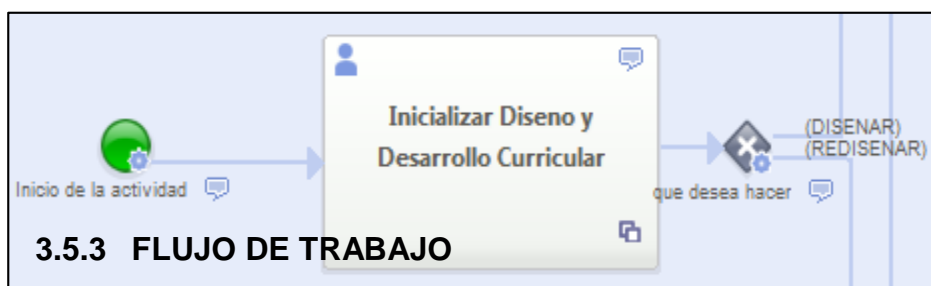 Inicializar Diseno y
Desarrollo Curricular
(DISENAR)
(REDISENAR)
Inicio de la actividad
que desea hacer
3.5.3 FLUJO DE TRABAJO